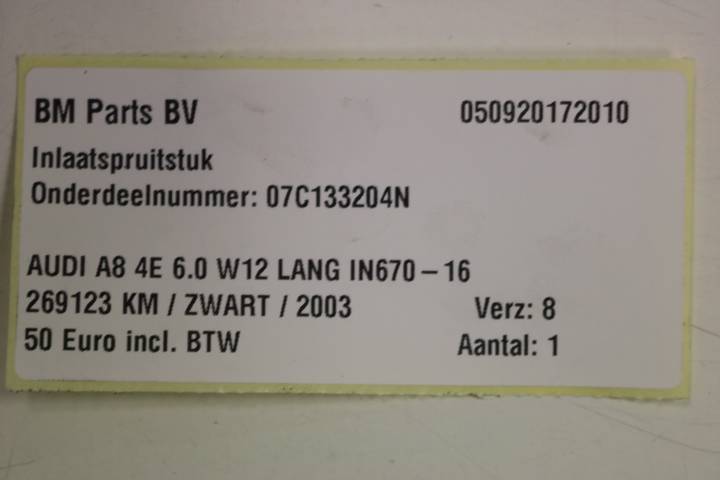 BM Parts BV 050920172010
Inlaatspruitstuk
Onderdeelnummer: 07C133204N
AUDI A8 4E 6.0 W12 LANG IN670-16
269123 KM / ZWART / 2003 Verz: 8
50 Euro incl. BTW Aantal: 1